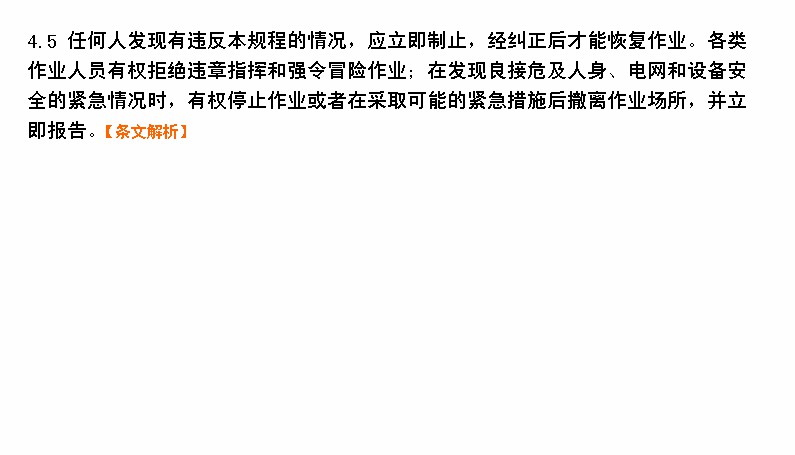 4.5 任何人发现有违反本规程的情况，应立即制止，经纠正后才能恢复作业。各类
作业人员有权拒绝违章指挥和强令冒险作业；在发现良接危及人身、电网和设备安
全的紧急情况时，有权停止作业或者在采取可能的紧急措施后撤离作业场所，并立
即报告。【条文解析】